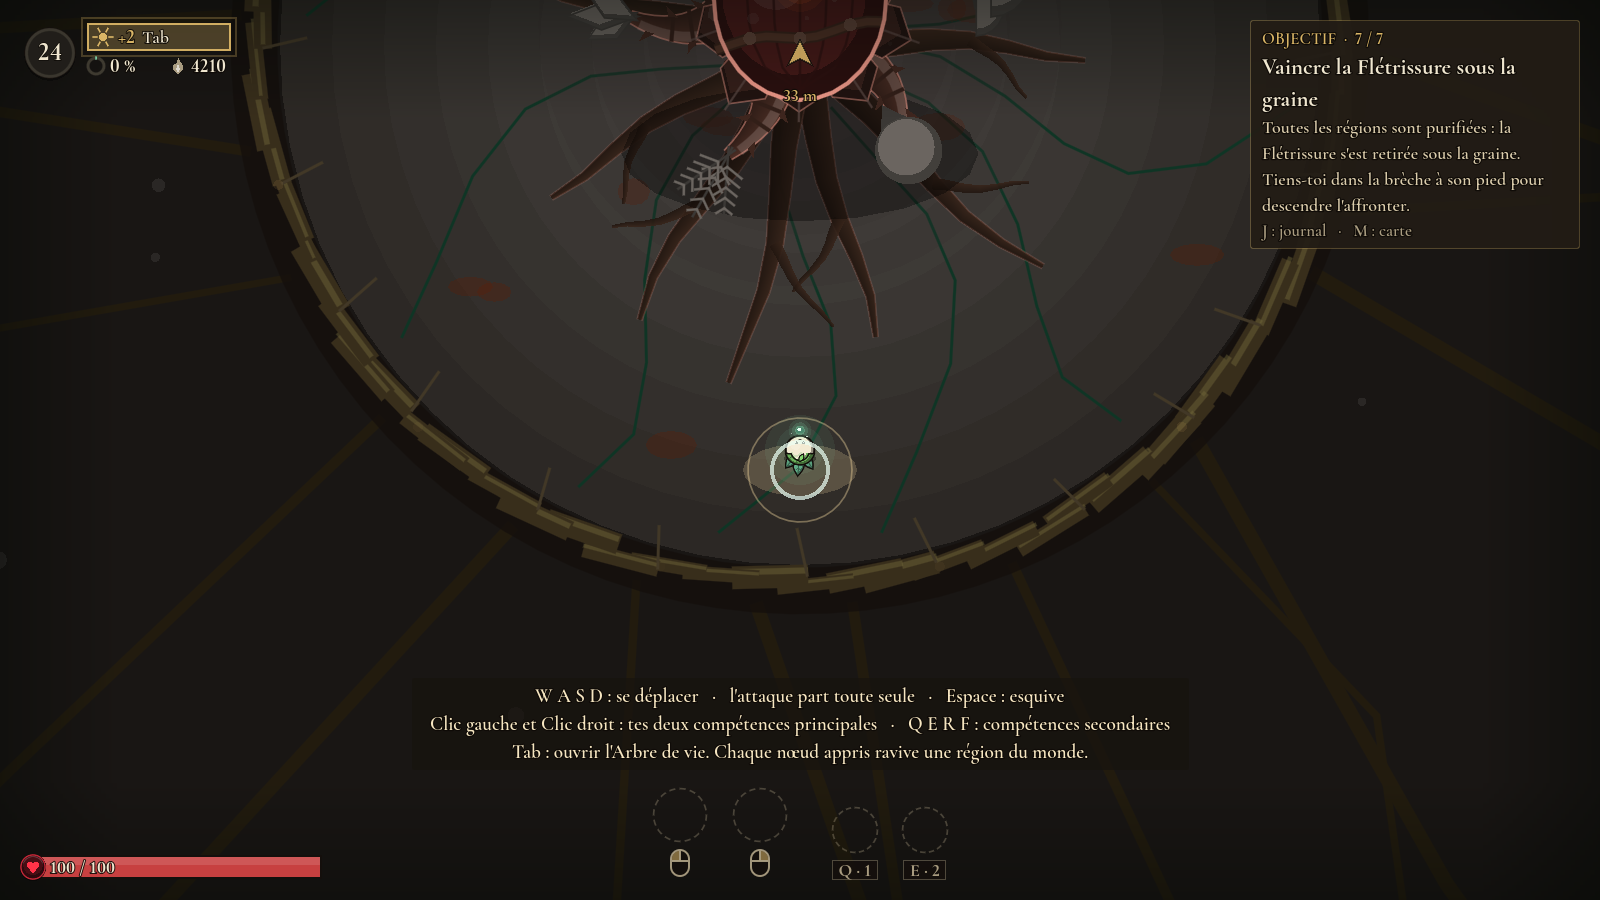 24
+2 Tab
0 % 4210
33 m
OBJECTIF · 7 / 7
Vaincre la Flétrissure sous la
graine
Toutes les régions sont purifiées : la
Flétrissure s'est retirée sous la graine.
Tiens-toi dans la brèche à son pied pour
descendre l'affronter.
J : journal · M : carte
W A S D : se déplacer · l'attaque part toute seule · Espace : esquive
Clic gauche et Clic droit : tes deux compétences principales · Q E R F : compétences secondaires
Tab : ouvrir l'Arbre de vie. Chaque nœud appris ravive une région du monde.
100 / 100
Q · 1
E · 2